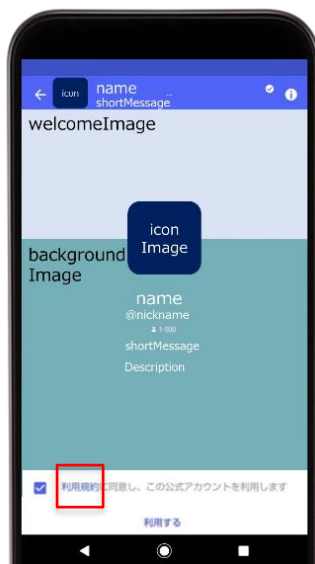 icon
name
..
shortMessage
welcomeImage
icon
Image
background
Image
name
@nickname
1-500
shortMessage
Description
利用規約に同意し、この公式アカウントを利用します
利用する